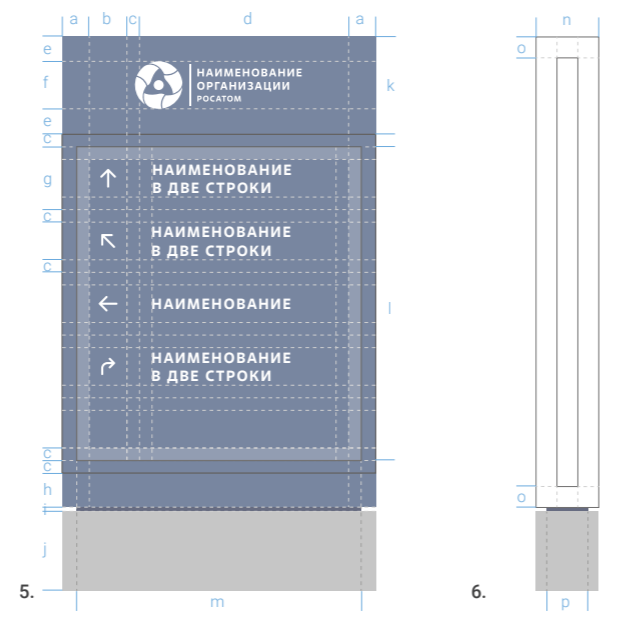 a b c d a
e
f
e
c
g
c
c
c
c
h
i
j
k
l
m
НАИМЕНОВАНИЕ
ОРГАНИЗАЦИИ
РОСАТОМ
НАИМЕНОВАНИЕ
В ДВЕ СТРОКИ
НАИМЕНОВАНИЕ
В ДВЕ СТРОКИ
НАИМЕНОВАНИЕ
НАИМЕНОВАНИЕ
В ДВЕ СТРОКИ
5.
n
o
o
p
6.